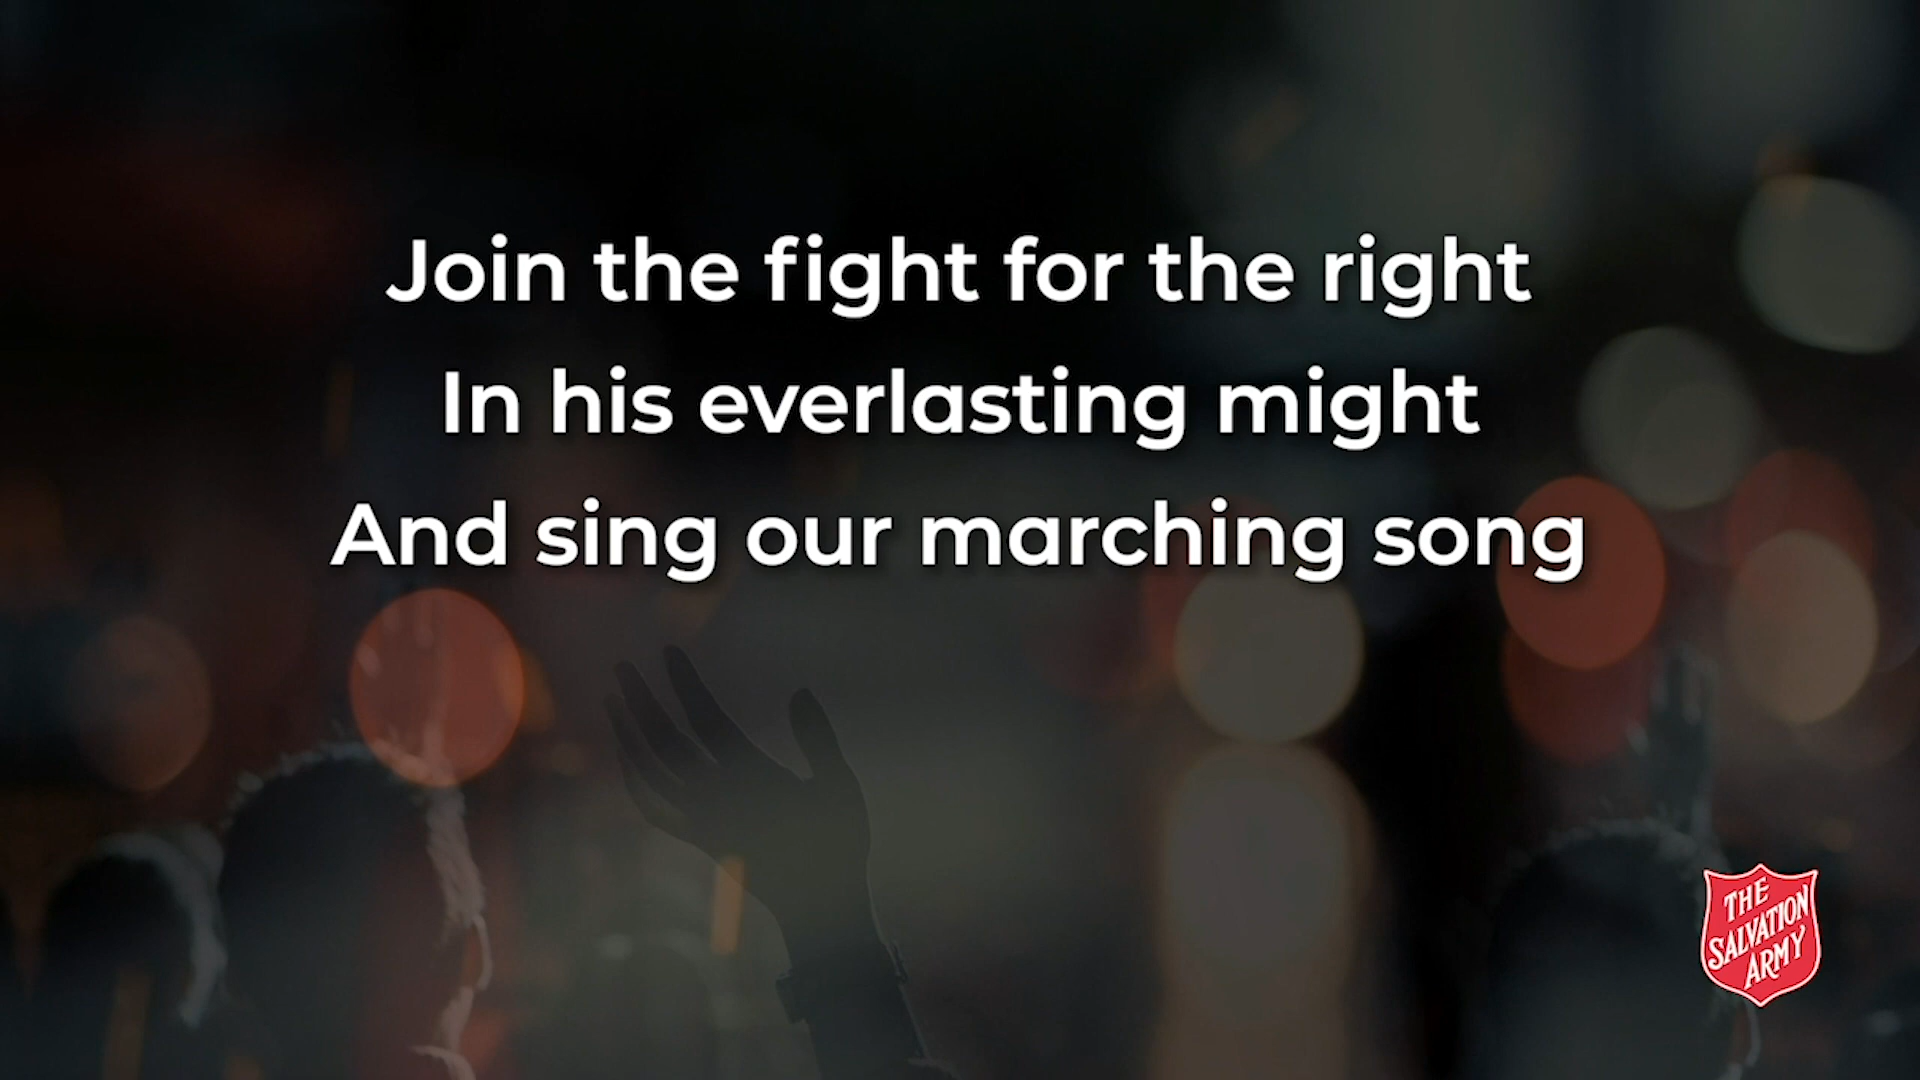 Join the fight for the right
In his everlasting might
And sing our marching song
THE
SALVATION
ARMY